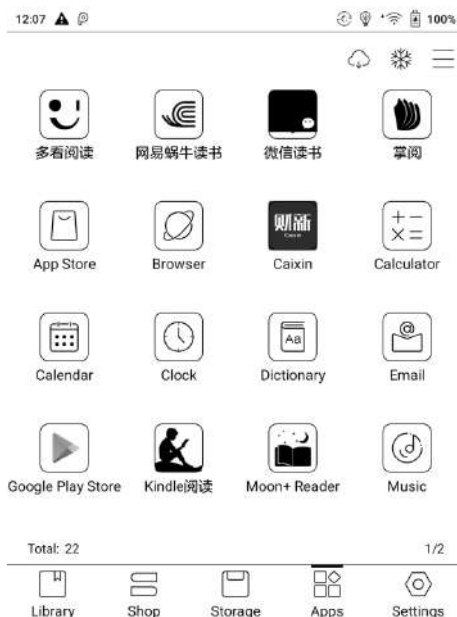 12:07 100%
多看阅读 网易蜗牛读书 微信读书 掌阅
财新
Caixin
App Store Browser Caixin Calculator
Aa @
Calendar Clock Dictionary Email
Google Play Store Kindle阅读 Moon+ Reader Music
Total: 22 1/2
Library Shop Storage Apps Settings